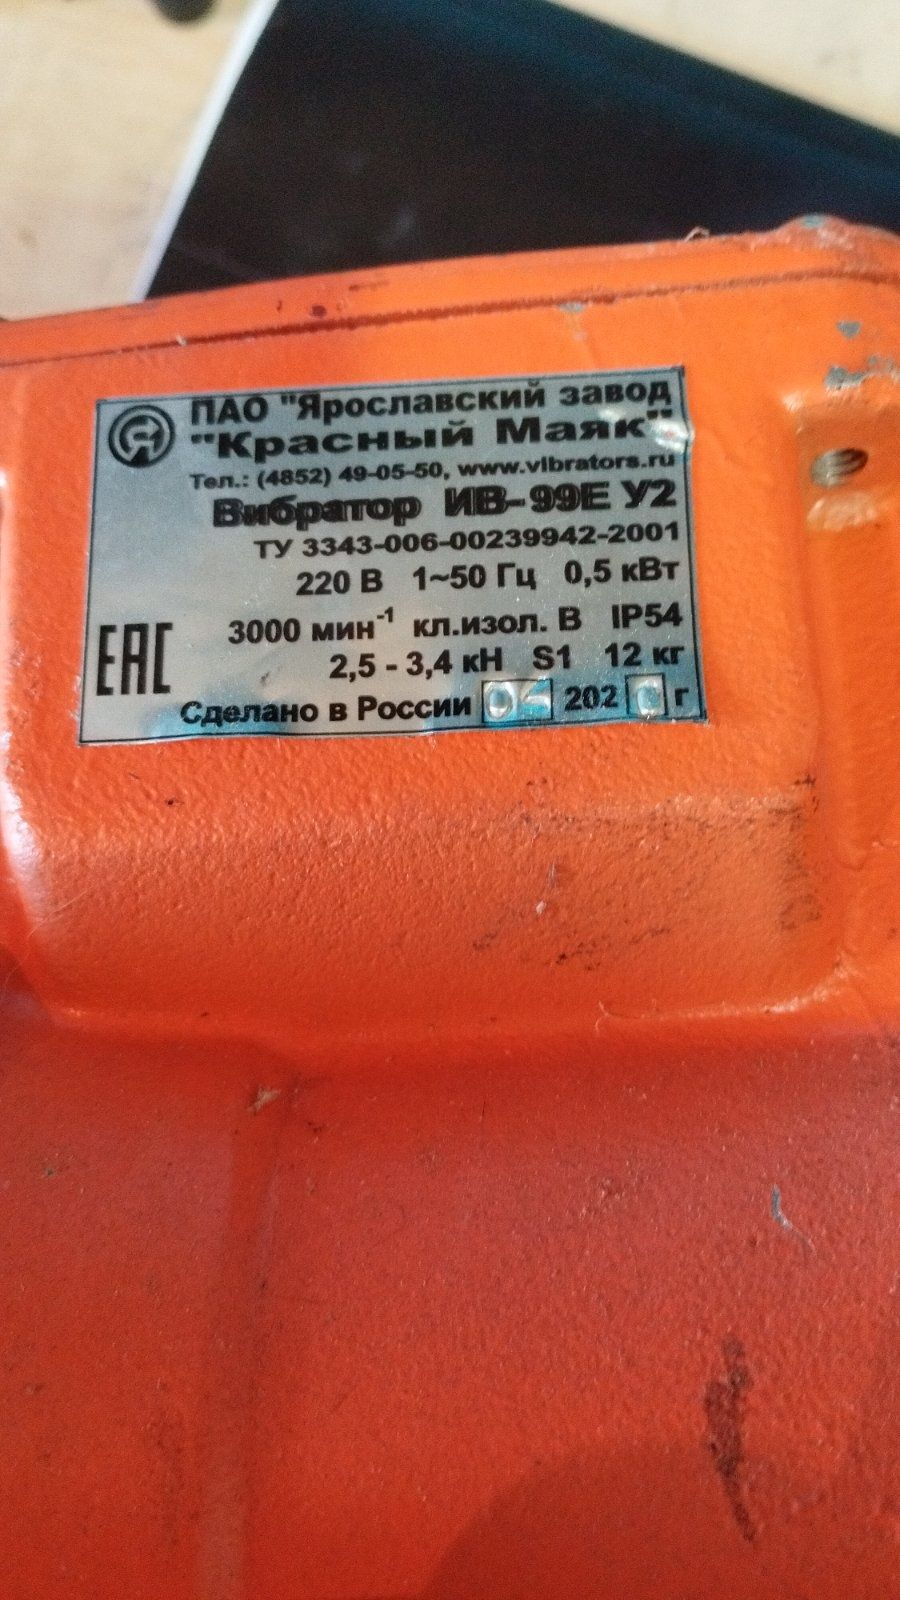 ПАО "Ярославский завод
"Красный Маяк"
Тел.: (4852) 49-05-50, www.vibrators.ru
Вибратор ИВ-99Е У2
ТУ 3343-006-00239942-2001
220 В 1~50 Гц 0,5 кВт
3000 мин⁻¹ кл.изол. В IP54
2,5 - 3,4 кН S1 12 кг
EAC
Сделано в России 2020 г